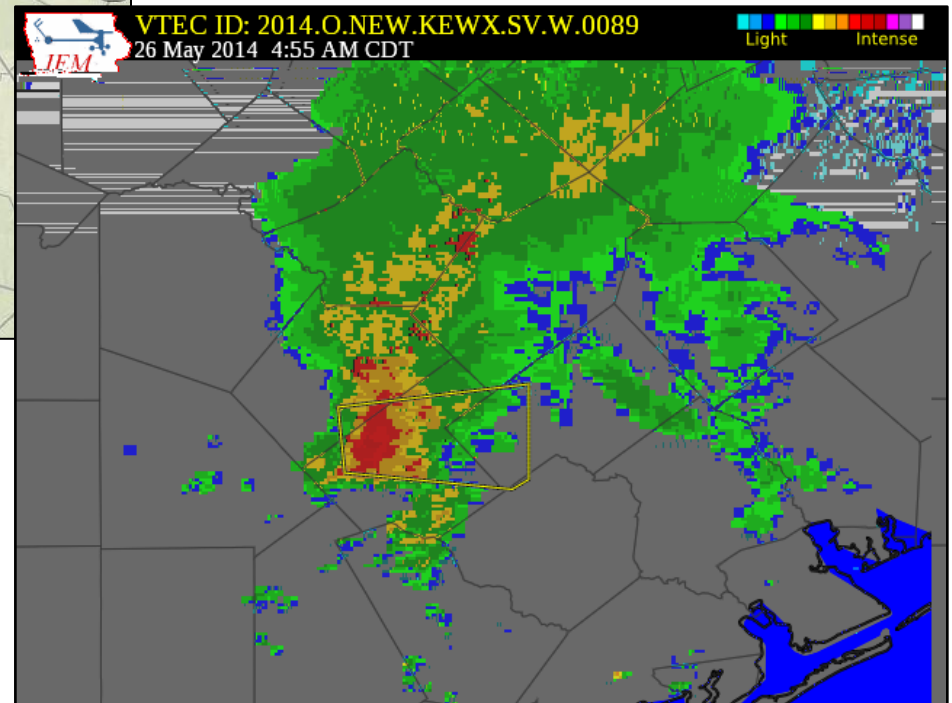 VTEC ID: 2014.O.NEW.KEWX.SV.W.0089
26 May 2014 4:55 AM CDT
IEM
Light Intense